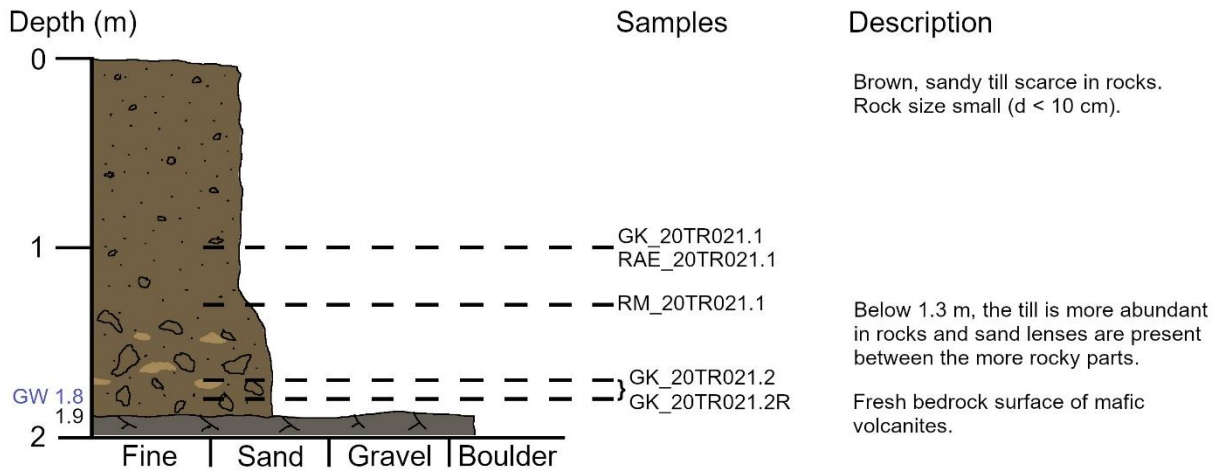 Depth (m)
Samples
Description
0
Brown, sandy till scarce in rocks.
Rock size small (d < 10 cm).
1
GK_20TR021.1
RAE_20TR021.1
RM_20TR021.1
Below 1.3 m, the till is more abundant
in rocks and sand lenses are present
between the more rocky parts.
GK_20TR021.2
GK_20TR021.2R
GW 1.8
1.9
Fresh bedrock surface of mafic
volcanites.
2
Fine | Sand | Gravel | Boulder